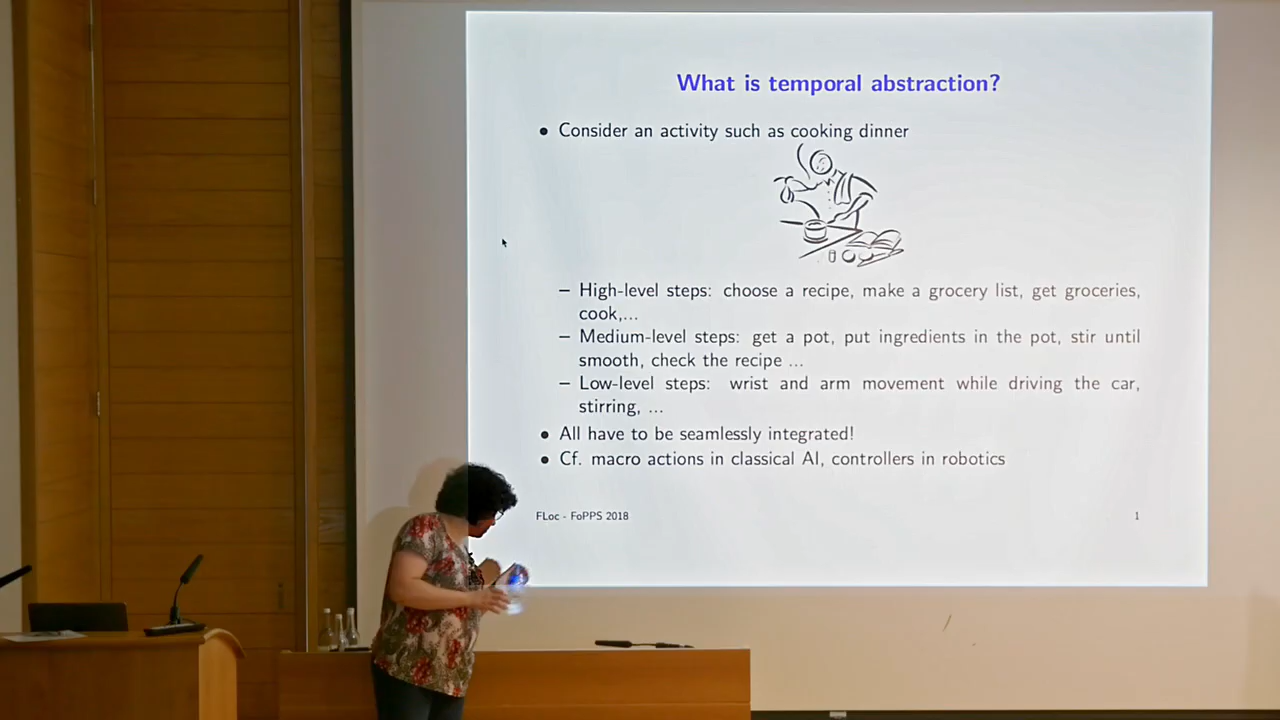 What is temporal abstraction?
• Consider an activity such as cooking dinner
– High-level steps: choose a recipe, make a grocery list, get groceries,
cook,...
– Medium-level steps: get a pot, put ingredients in the pot, stir until
smooth, check the recipe ...
– Low-level steps: wrist and arm movement while driving the car,
stirring, ...
• All have to be seamlessly integrated!
• Cf. macro actions in classical AI, controllers in robotics
FLoc - FoPPS 2018 1